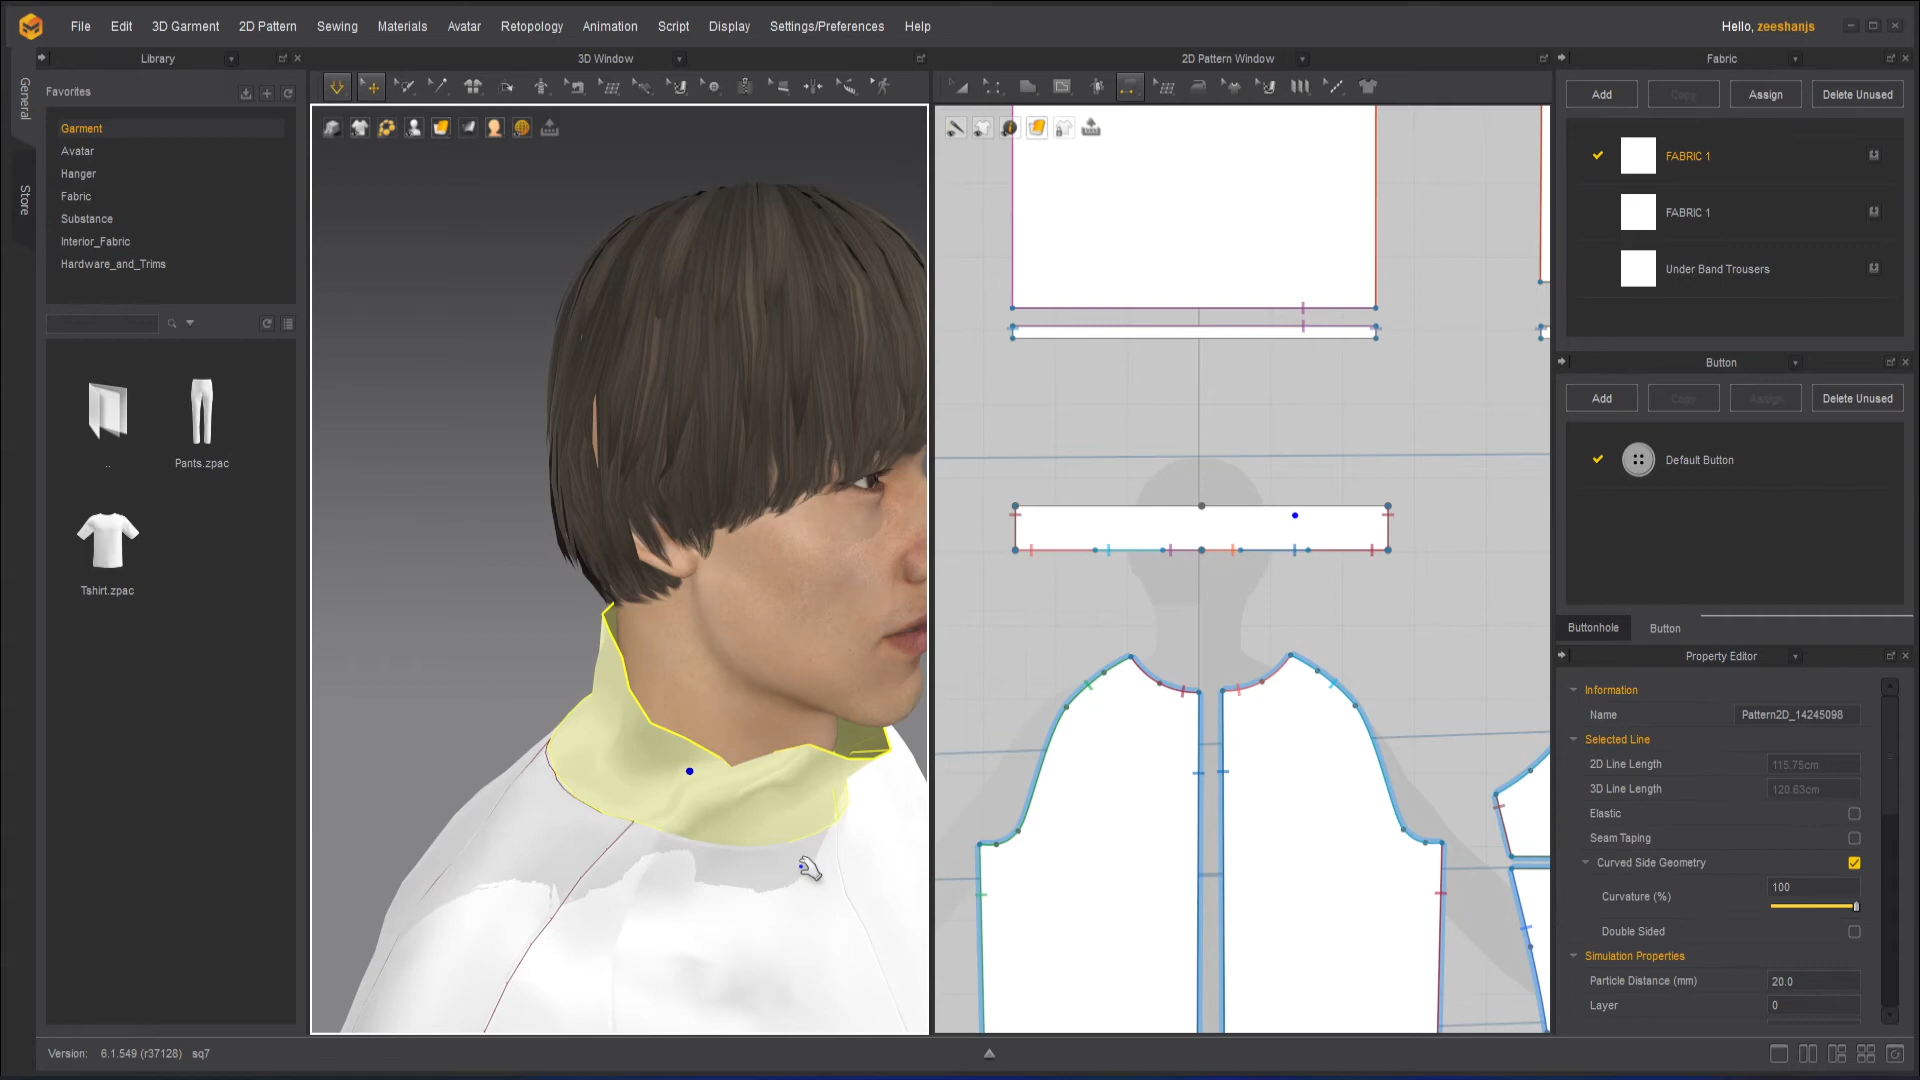 File Edit 3D Garment 2D Pattern Sewing Materials Avatar Retopology Animation Script Display Settings/Preferences Help
Hello, zeeshanjs
Library
3D Window
2D Pattern Window
Fabric
General
Store
Favorites
Garment
Avatar
Hanger
Fabric
Substance
Interior_Fabric
Hardware_and_Trims
..
Pants.zpac
Tshirt.zpac
Add Copy Assign Delete Unused
FABRIC 1
FABRIC 1
Under Band Trousers
Button
Add Copy Assign Delete Unused
Default Button
Buttonhole Button
Property Editor
Information
Name Pattern2D_14245098
Selected Line
2D Line Length 115.75cm
3D Line Length 120.63cm
Elastic
Seam Taping
Curved Side Geometry
Curvature (%) 100
Double Sided
Simulation Properties
Particle Distance (mm) 20.0
Layer 0
Version: 6.1.549 (r37128) sq7